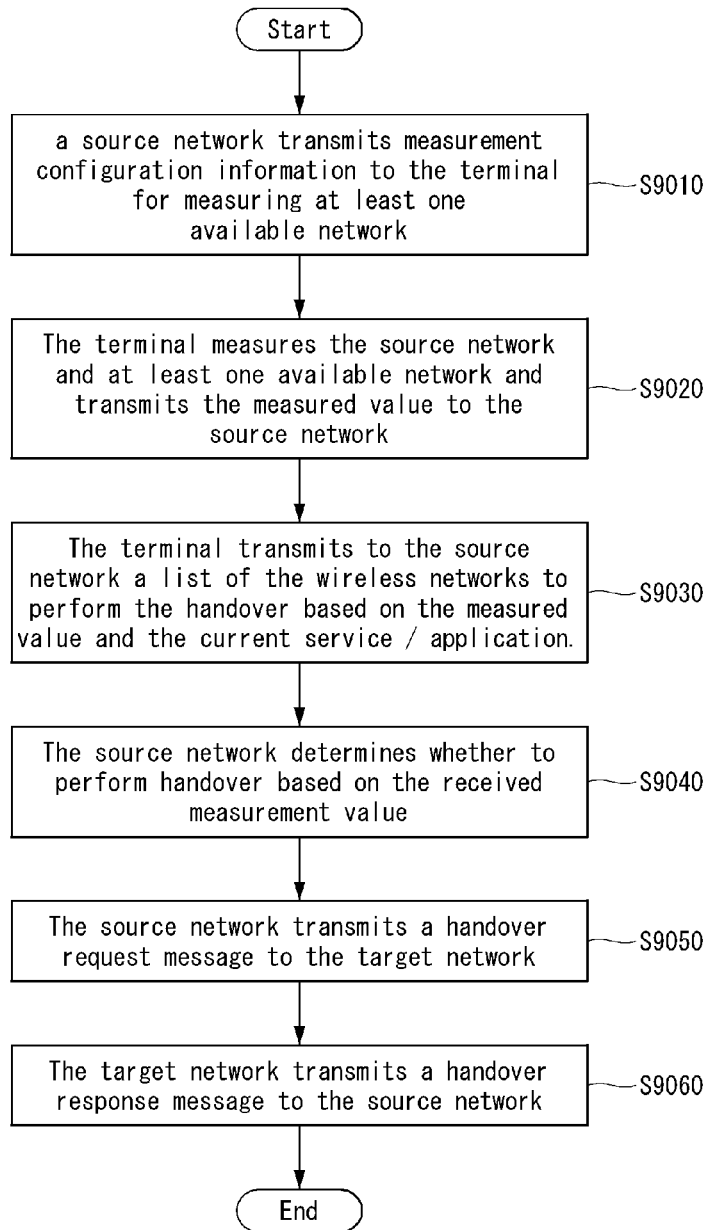 Start
a source network transmits measurement
configuration information to the terminal
for measuring at least one
available network
S9010
The terminal measures the source network
and at least one available network and
transmits the measured value to the
source network
S9020
The terminal transmits to the source
network a list of the wireless networks to
perform the handover based on the measured
value and the current service / application.
S9030
The source network determines whether to
perform handover based on the received
measurement value
S9040
The source network transmits a handover
request message to the target network
S9050
The target network transmits a handover
response message to the source network
S9060
End